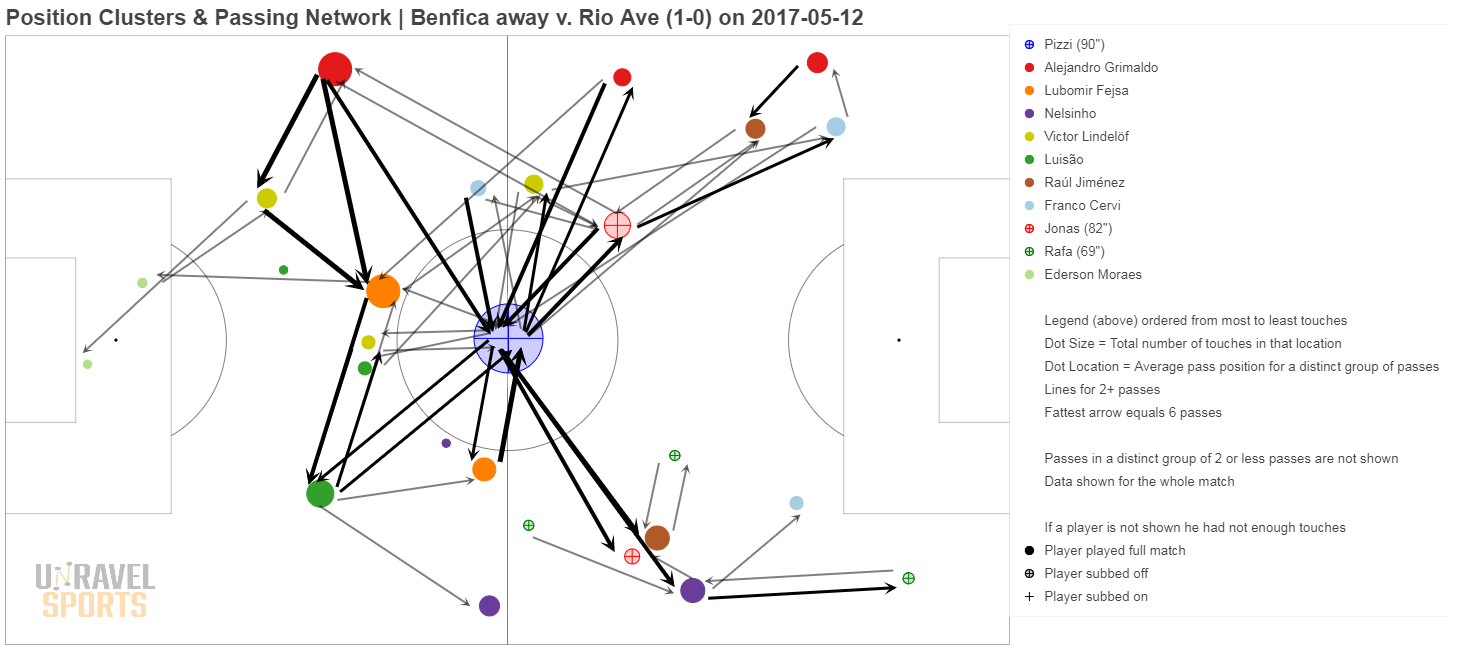 Position Clusters & Passing Network | Benfica away v. Rio Ave (1-0) on 2017-05-12
Pizzi (90")
Alejandro Grimaldo
Lubomir Fejsa
Nelsinho
Victor Lindelöf
Luisão
Raúl Jiménez
Franco Cervi
Jonas (82")
Rafa (69")
Ederson Moraes
Legend (above) ordered from most to least touches
Dot Size = Total number of touches in that location
Dot Location = Average pass position for a distinct group of passes
Lines for 2+ passes
Fattest arrow equals 6 passes
Passes in a distinct group of 2 or less passes are not shown
Data shown for the whole match
If a player is not shown he had not enough touches
Player played full match
Player subbed off
Player subbed on
UNRAVEL
SPORTS